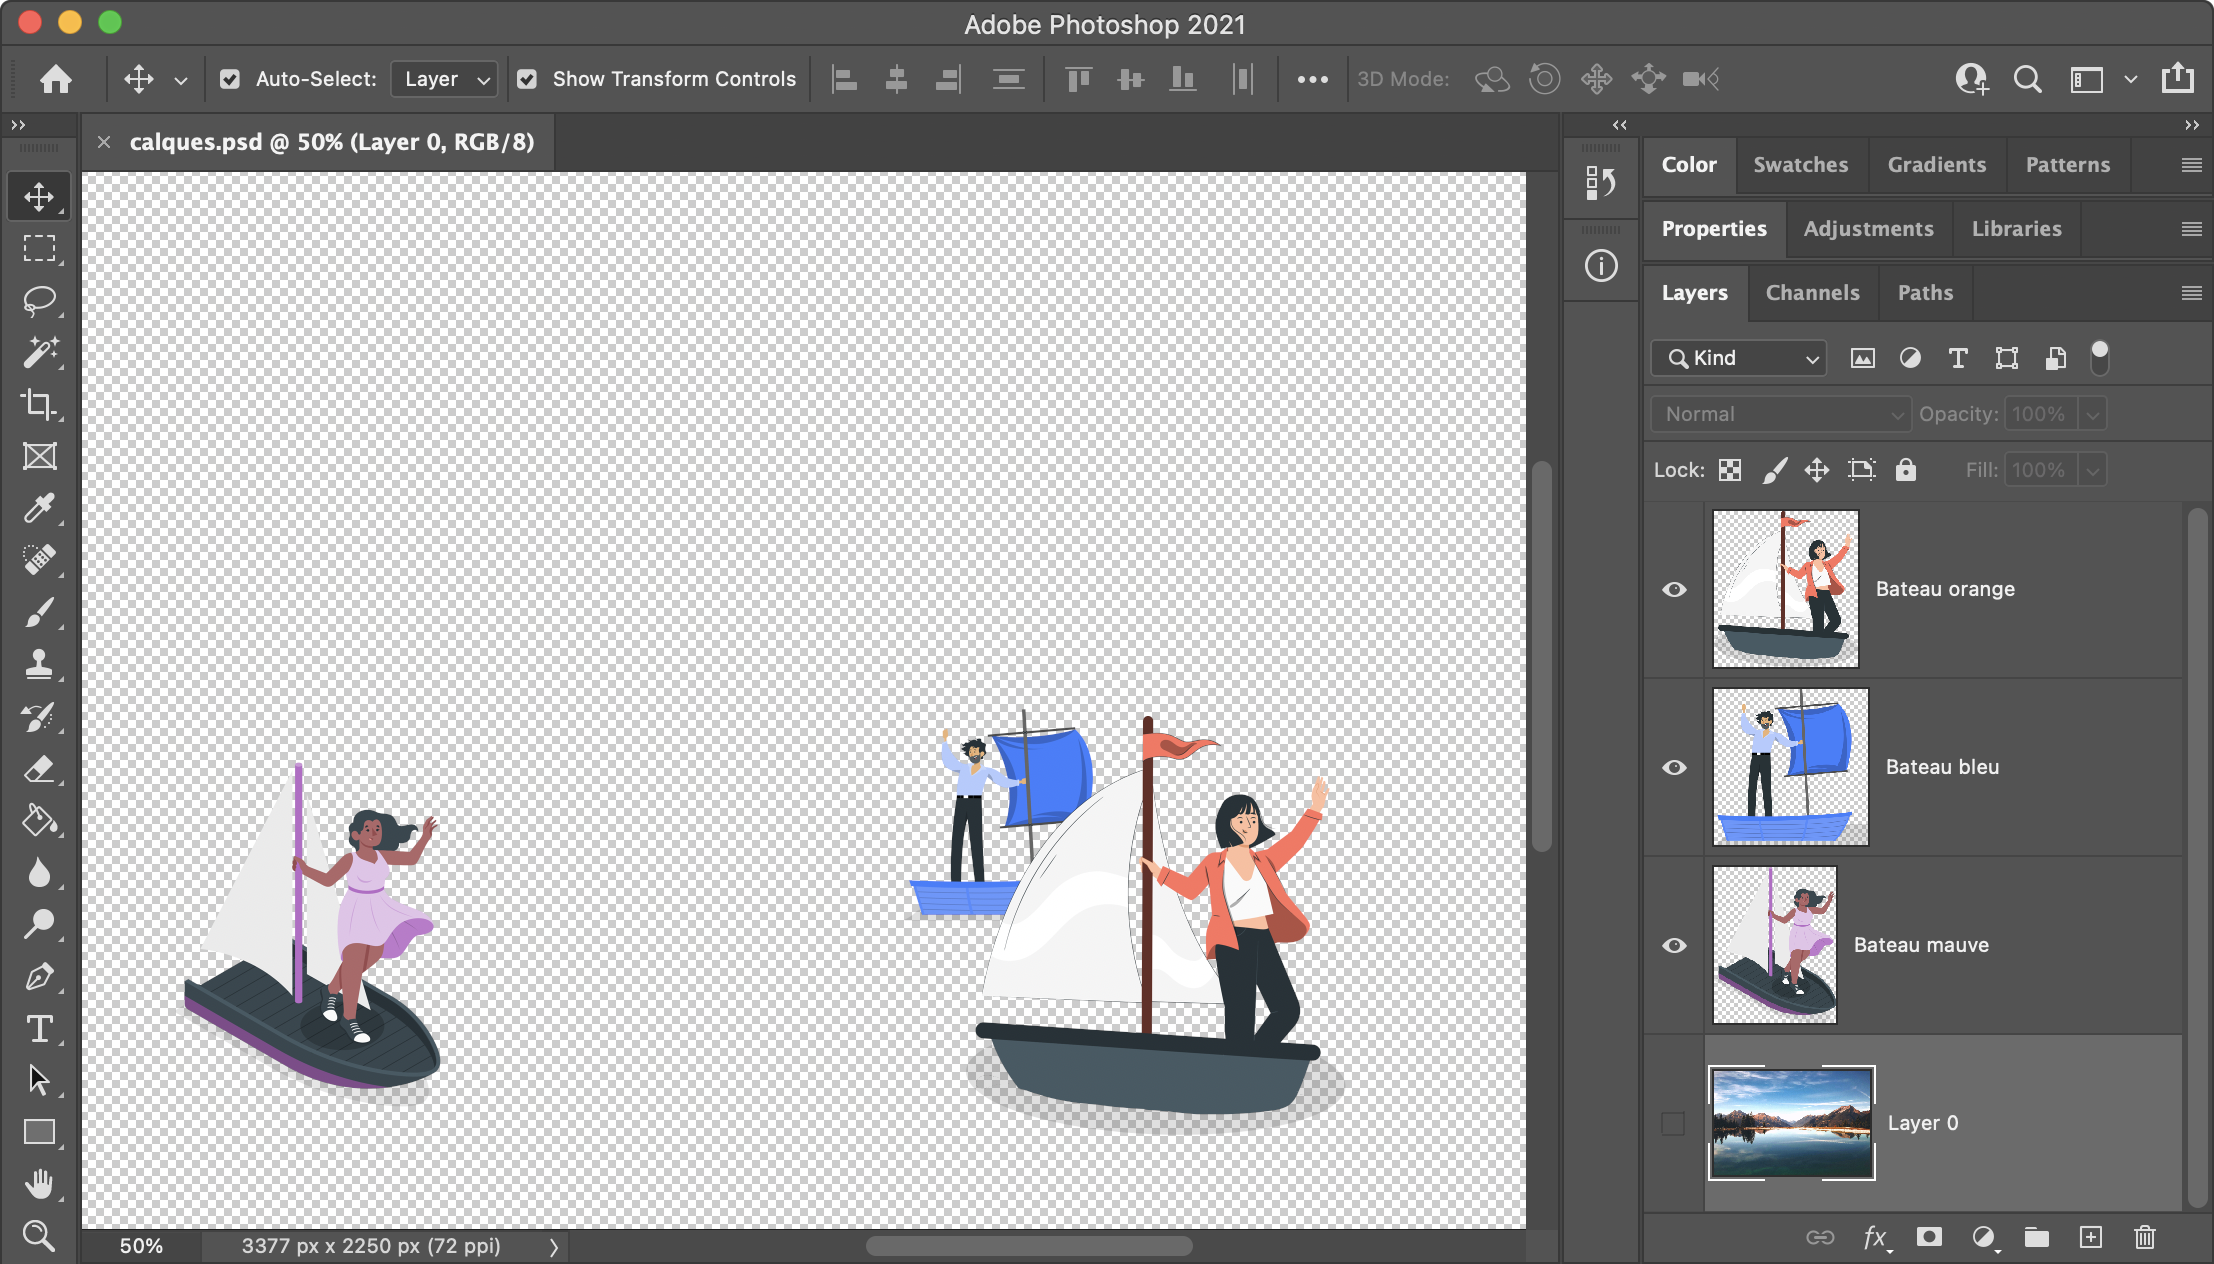 Adobe Photoshop 2021
Auto-Select: Layer Show Transform Controls 3D Mode:
calques.psd @ 50% (Layer 0, RGB/8)
Color Swatches Gradients Patterns
Properties Adjustments Libraries
Layers Channels Paths
Kind
Normal Opacity: 100%
Lock: Fill: 100%
Bateau orange
Bateau bleu
Bateau mauve
Layer 0
fx
50% 3377 px x 2250 px (72 ppi)